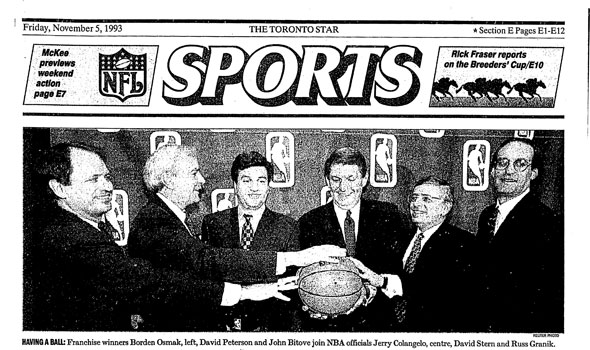 Friday, November 5, 1993
THE TORONTO STAR
★ Section E Pages E1-E12
McKee
previews
weekend
action
page E7
NFL
SPORTS
Rick Fraser reports
on the Breeders' Cup/E10
NBA
REUTER PHOTO
HAVING A BALL: Franchise winners Borden Osmak, left, David Peterson and John Bitove join NBA officials Jerry Colangelo, centre, David Stern and Russ Granik.